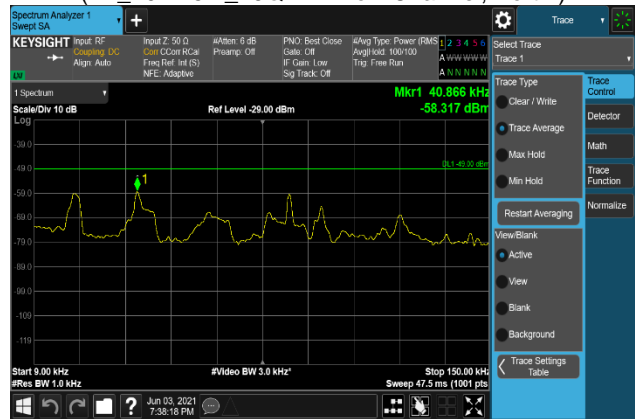 Spectrum Analyzer 1
Swept SA
Trace
KEYSIGHT
Input: RF
Coupling: DC
Align: Auto
Input Z: 50 Ω
Corr CCorr RCal
Freq Ref: Int (S)
NFE: Adaptive
#Atten: 6 dB
Preamp: Off
PNO: Best Close
Gate: Off
IF Gain: Low
Sig Track: Off
#Avg Type: Power (RMS
Avg|Hold: 100/100
Trig: Free Run
1 2 3 4 5 6
A W W W W W
A N N N N N
LV
1 Spectrum
Mkr1 40.866 kHz
-58.317 dBm
Scale/Div 10 dB
Ref Level -29.00 dBm
Log
DL1 -49.00 dBm
1
-39.0
-49.0
-59.0
-69.0
-79.0
-89.0
-99.0
-109
-119
Start 9.00 kHz
#Video BW 3.0 kHz*
Stop 150.00 kHz
#Res BW 1.0 kHz
Sweep 47.5 ms (1001 pts
Jun 03, 2021
7:38:18 PM
Select Trace
Trace 1
Trace Type
Clear / Write
Trace Average
Max Hold
Min Hold
Restart Averaging
View/Blank
Active
View
Blank
Background
Trace Settings
Table
Trace
Control
Detector
Math
Trace
Function
Normalize